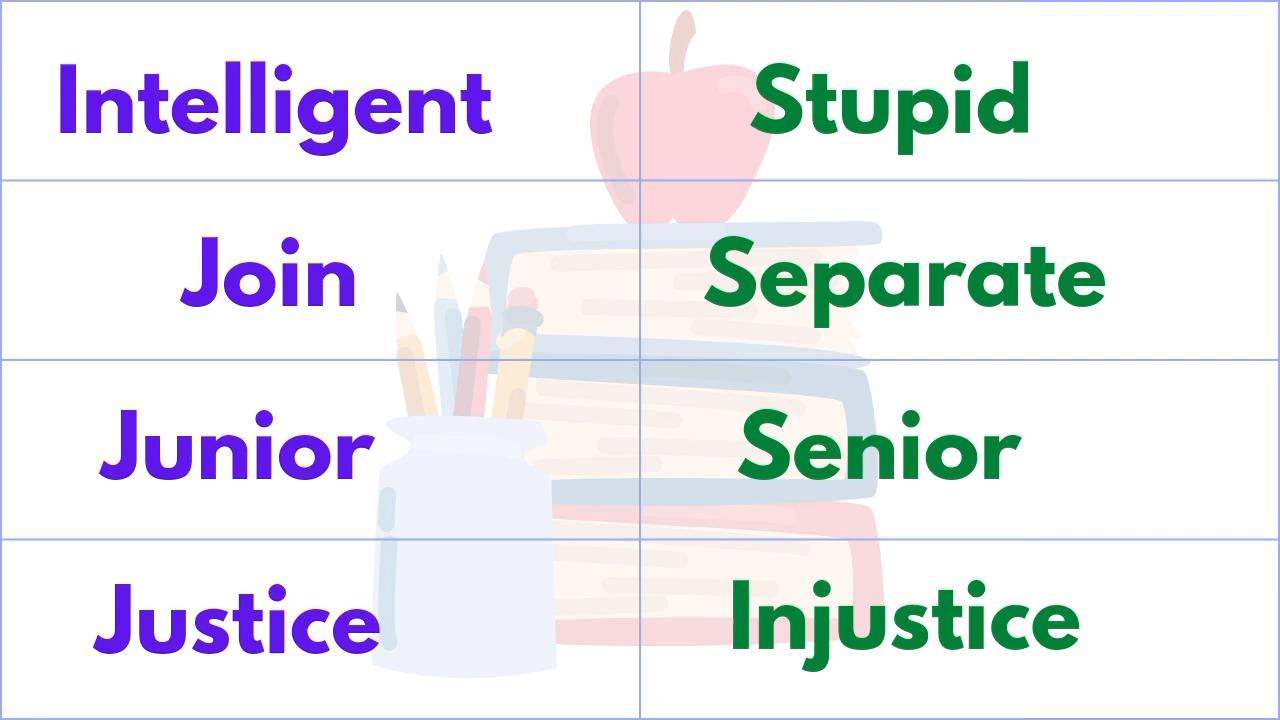 Intelligent Stupid
Join Separate
Junior Senior
Justice Injustice